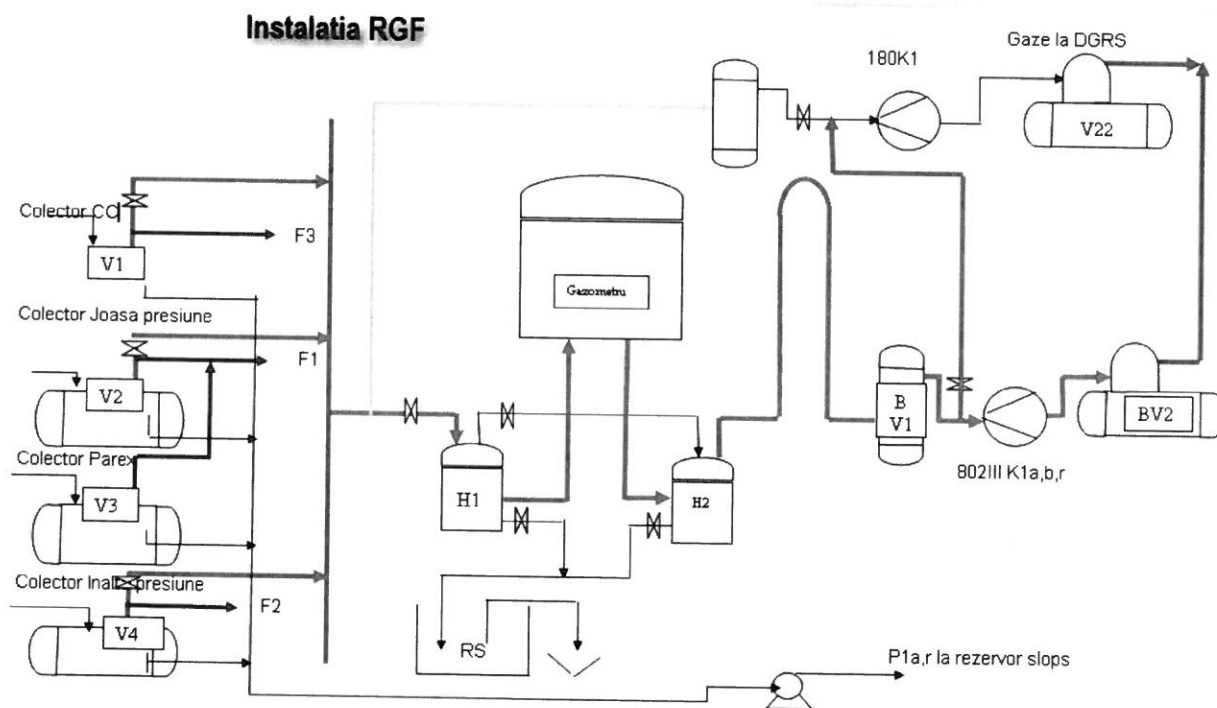 Instalatia RGF
Gaze la DGRS
180K1
V22
Colector CC
F3
V1
Gazometru
Colector Joasa presiune
F1
V2
B
V1
BV2
Colector Parex
802III K1a,b,r
V3
H1
H2
Colector Inalta presiune
F2
V4
RS
P1a,r la rezervor slops